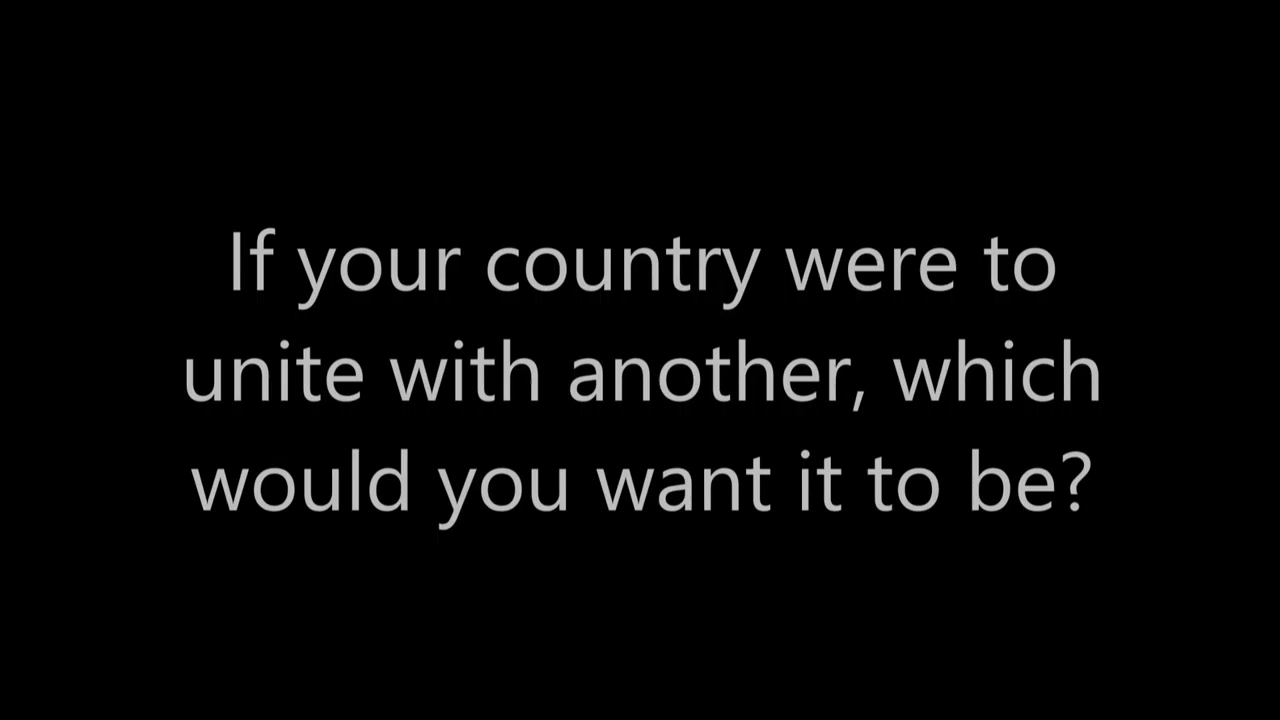 If your country were to
unite with another, which
would you want it to be?